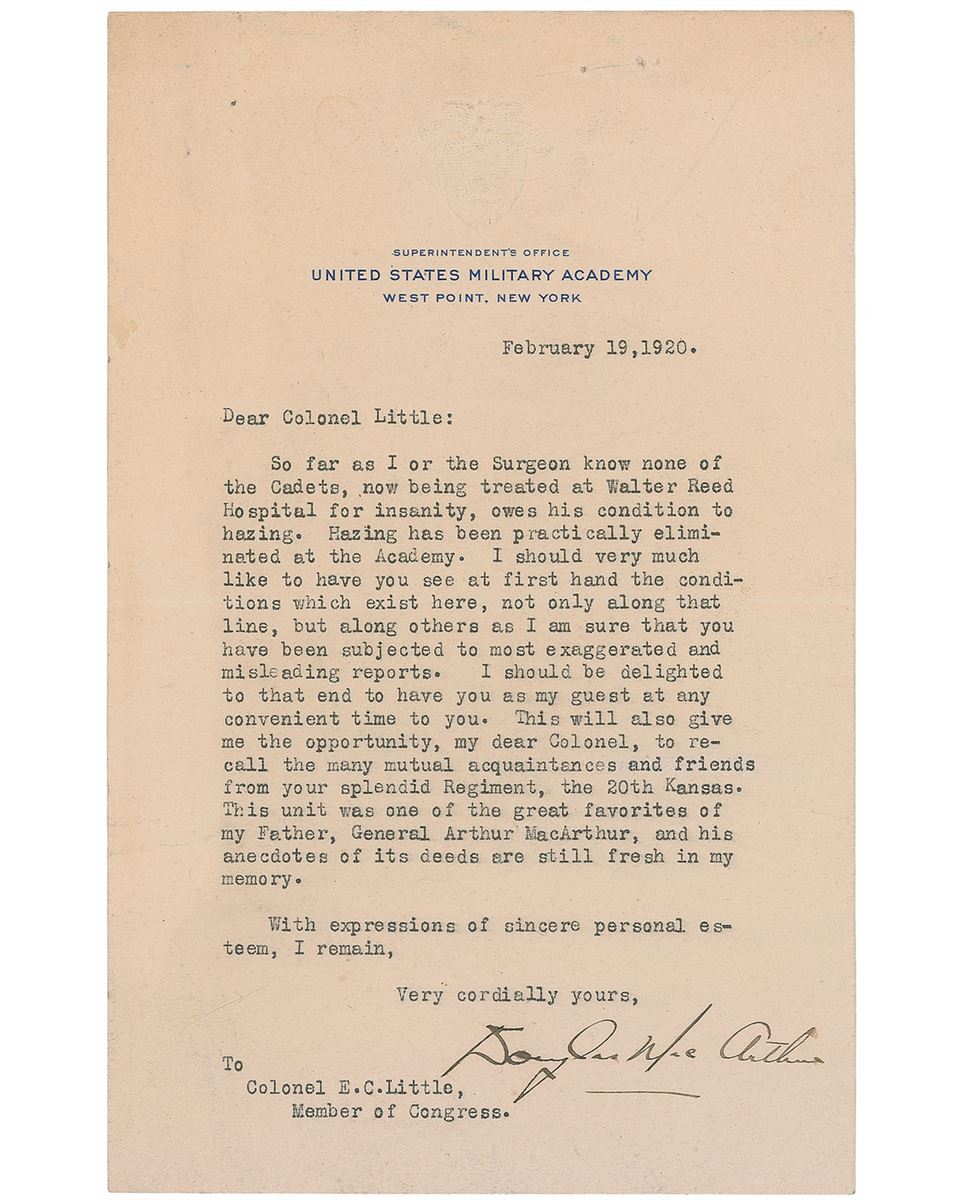 SUPERINTENDENT'S OFFICE
UNITED STATES MILITARY ACADEMY
WEST POINT, NEW YORK
February 19,1920.
Dear Colonel Little:
So far as I or the Surgeon know none of
the Cadets, now being treated at Walter Reed
Hospital for insanity, owes his condition to
hazing. Hazing has been practically elimi-
nated at the Academy. I should very much
like to have you see at first hand the condi-
tions which exist here, not only along that
line, but along others as I am sure that you
have been subjected to most exaggerated and
misleading reports. I should be delighted
to that end to have you as my guest at any
convenient time to you. This will also give
me the opportunity, my dear Colonel, to re-
call the many mutual acquaintances and friends
from your splendid Regiment, the 20th Kansas.
This unit was one of the great favorites of
my Father, General Arthur MacArthur, and his
anecdotes of its deeds are still fresh in my
memory.
With expressions of sincere personal es-
teem, I remain,
Very cordially yours,
Douglas MacArthur
To
Colonel E.C.Little,
Member of Congress.